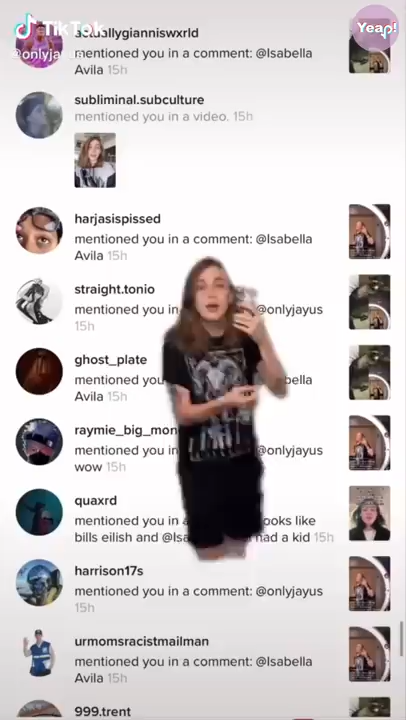 TikTok
@onlyjayus
Yeap!
actuallygianniswxrld
mentioned you in a comment: @Isabella
Avila 15h
subliminal.subculture
mentioned you in a video. 15h
harjasispissed
mentioned you in a comment: @Isabella
Avila 15h
straight.tonio
mentioned you in @onlyjayus
15h
ghost_plate
mentioned you bella
Avila 15h
raymie_big_mon
mentioned you in @onlyjayus
wow 15h
quaxrd
mentioned you in a ooks like
bills eilish and @Isa had a kid 15h
harrison17s
mentioned you in a comment: @onlyjayus
15h
urmomsracistmailman
mentioned you in a comment: @Isabella
Avila 15h
999.trent